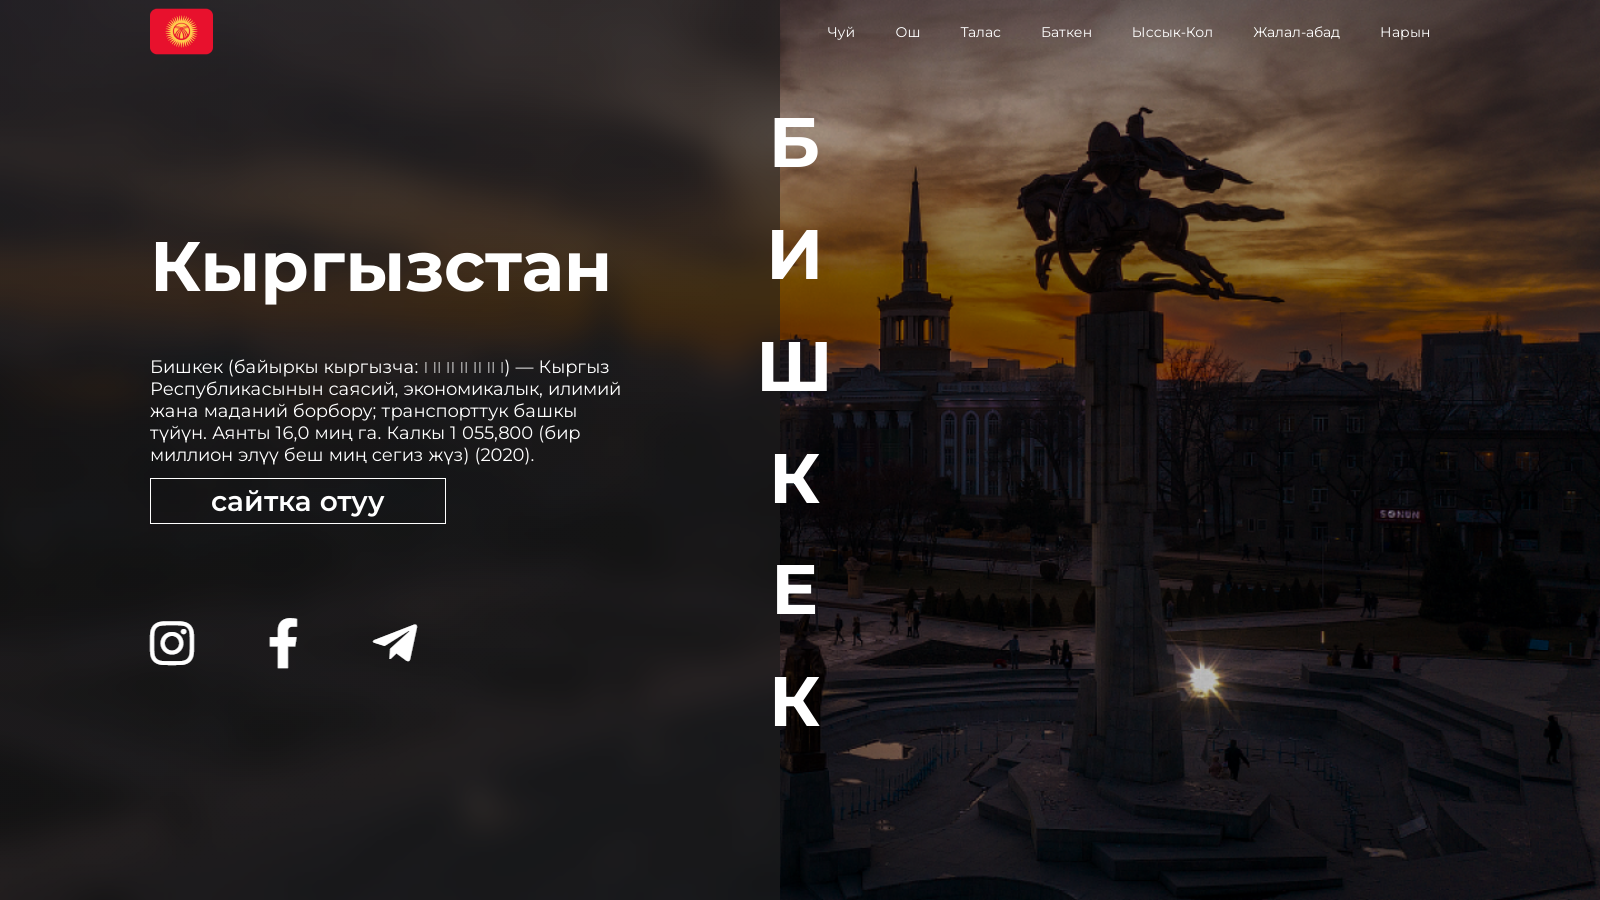 Чуй Ош Талас Баткен Ыссык-Кол Жалал-абад Нарын
БИШКЕК
Кыргызстан
Бишкек (байыркы кыргызча: ) — Кыргыз
Республикасынын саясий, экономикалык, илимий
жана маданий борбору; транспорттук башкы
түйүн. Аянты 16,0 миң га. Калкы 1 055,800 (бир
миллион элүү беш миң сегиз жүз) (2020).
сайтка отуу
SONUN